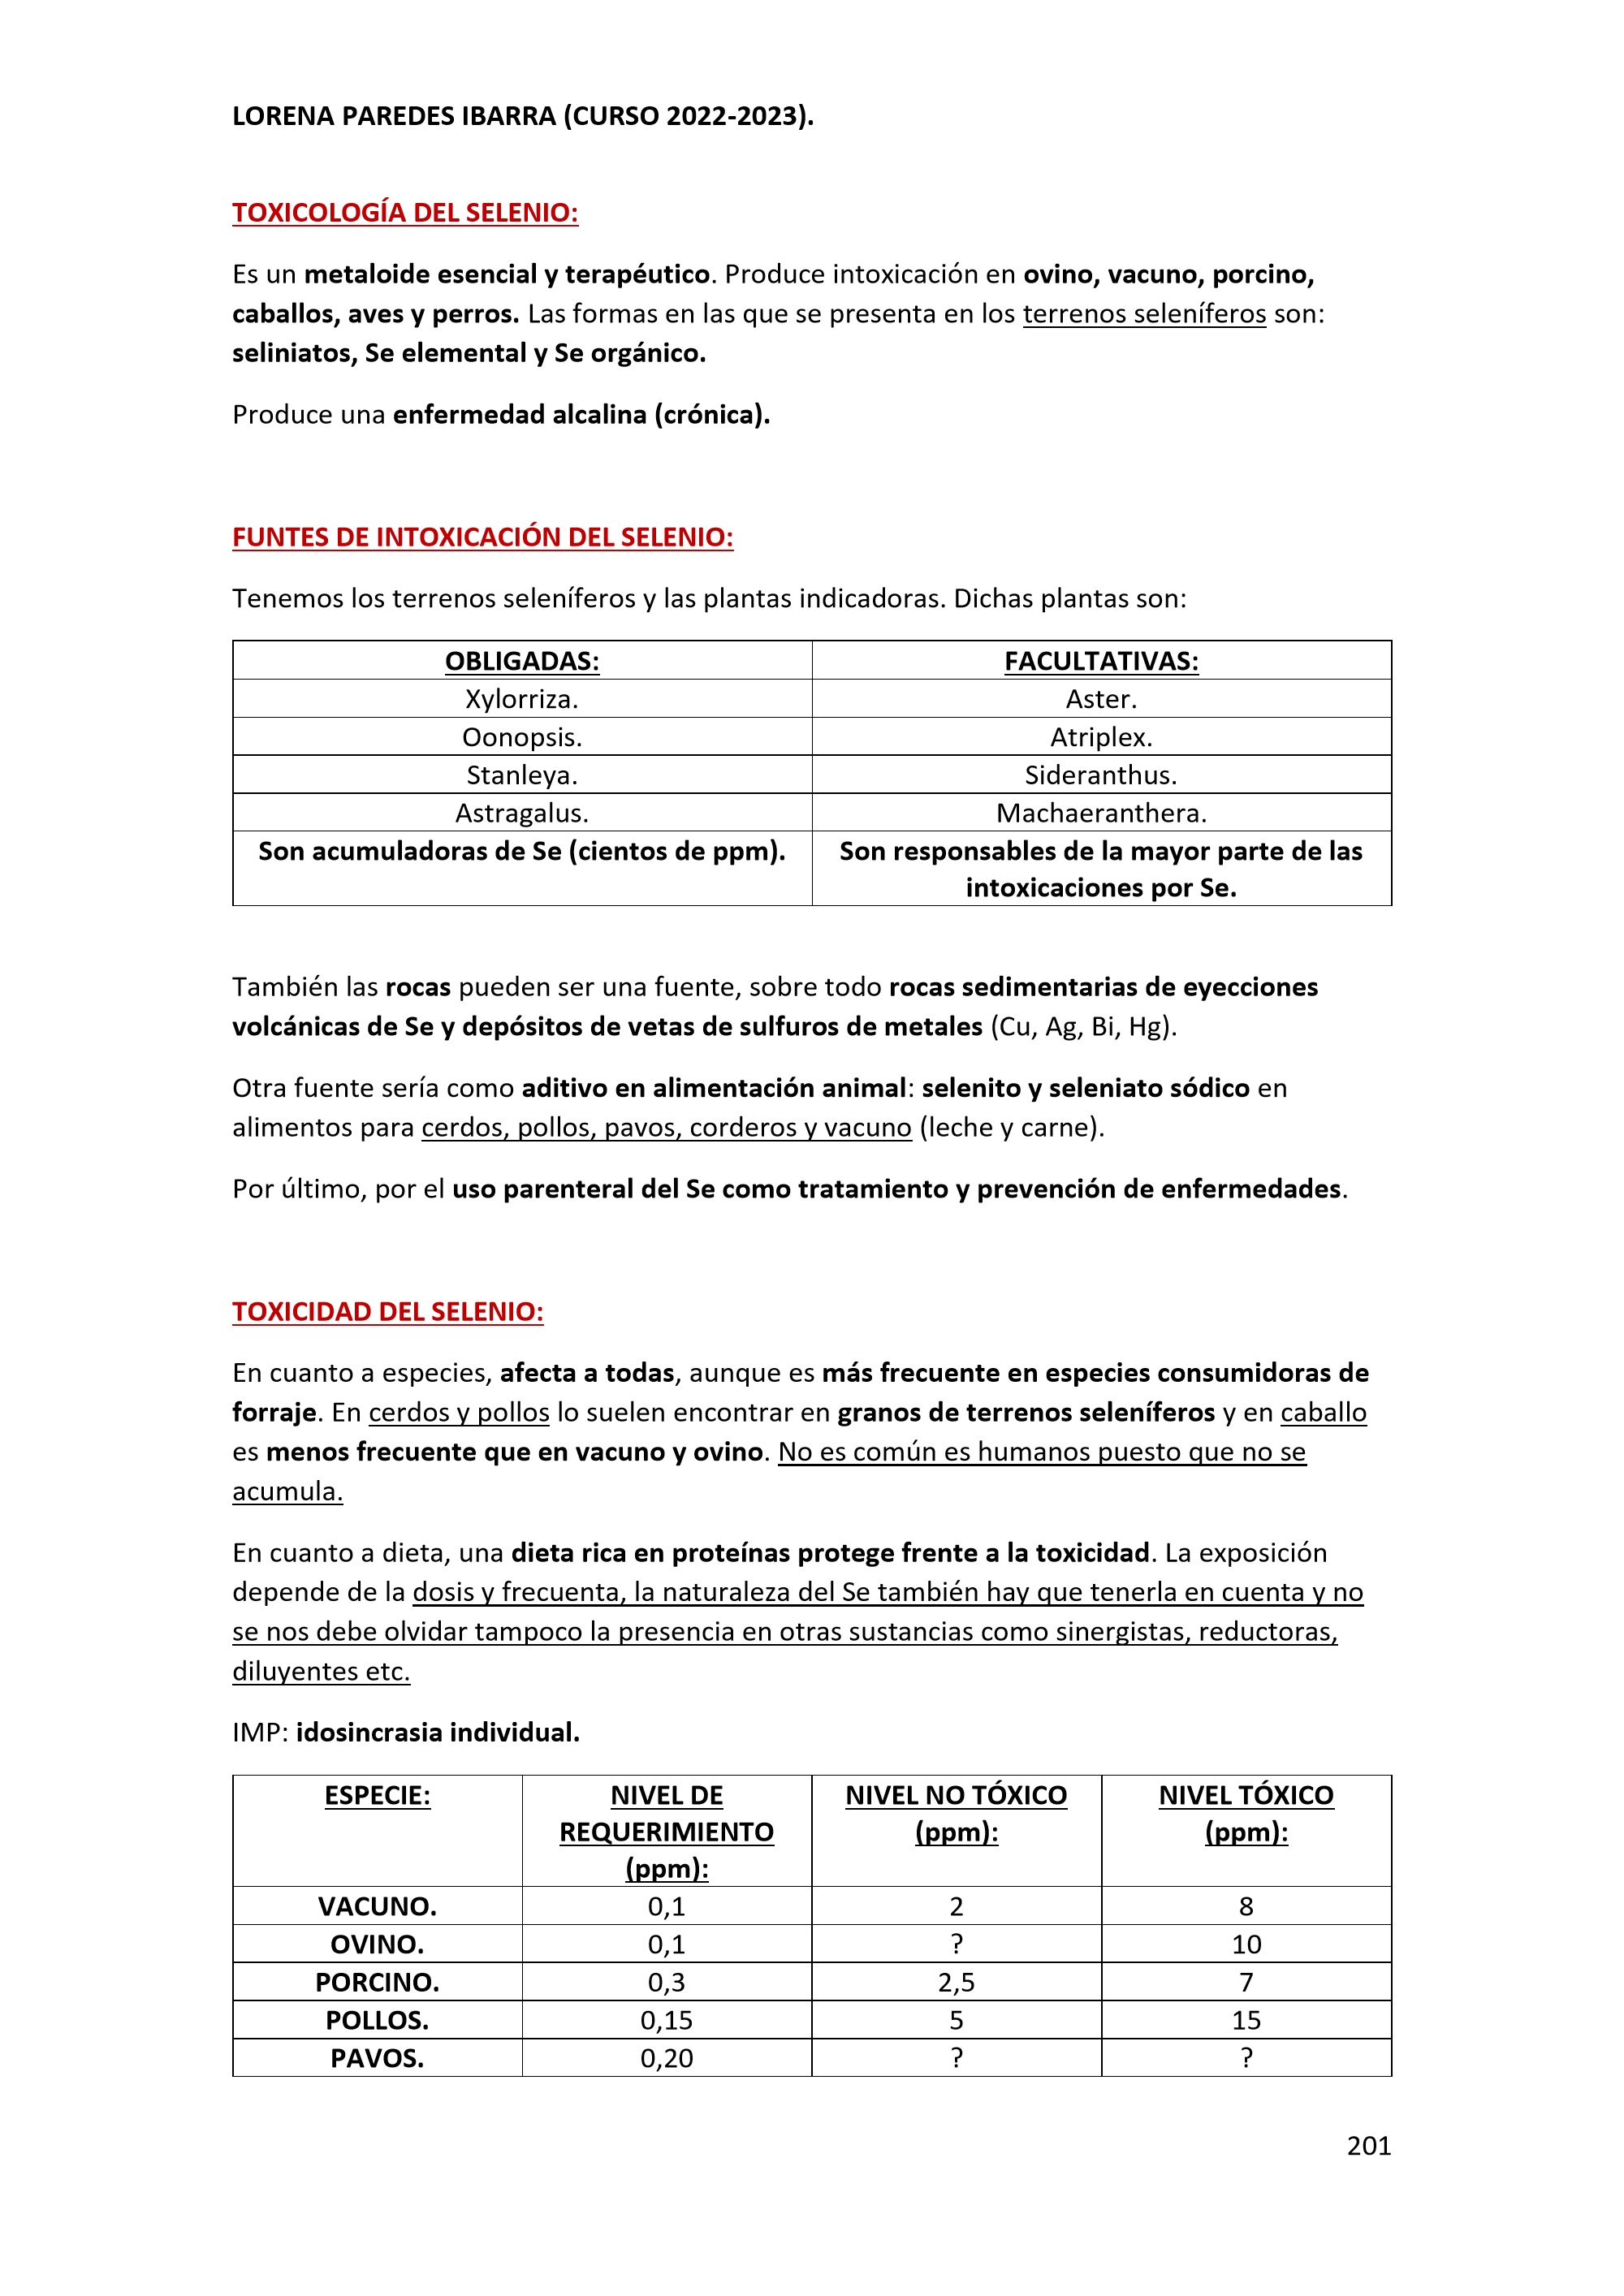 LORENA PAREDES IBARRA (CURSO 2022-2023).
TOXICOLOGÍA DEL SELENIO:
Es un metaloide esencial y terapéutico. Produce intoxicación en ovino, vacuno, porcino,
caballos, aves y perros. Las formas en las que se presenta en los terrenos seleníferos son:
seliniatos, Se elemental y Se orgánico.
Produce una enfermedad alcalina (crónica).
FUNTES DE INTOXICACIÓN DEL SELENIO:
Tenemos los terrenos seleníferos y las plantas indicadoras. Dichas plantas son:
OBLIGADAS: FACULTATIVAS:
Xylorriza. Aster.
Oonopsis. Atriplex.
Stanleya. Sideranthus.
Astragalus. Machaeranthera.
Son acumuladoras de Se (cientos de ppm). Son responsables de la mayor parte de las
intoxicaciones por Se.
También las rocas pueden ser una fuente, sobre todo rocas sedimentarias de eyecciones
volcánicas de Se y depósitos de vetas de sulfuros de metales (Cu, Ag, Bi, Hg).
Otra fuente sería como aditivo en alimentación animal: selenito y seleniato sódico en
alimentos para cerdos, pollos, pavos, corderos y vacuno (leche y carne).
Por último, por el uso parenteral del Se como tratamiento y prevención de enfermedades.
TOXICIDAD DEL SELENIO:
En cuanto a especies, afecta a todas, aunque es más frecuente en especies consumidoras de
forraje. En cerdos y pollos lo suelen encontrar en granos de terrenos seleníferos y en caballo
es menos frecuente que en vacuno y ovino. No es común es humanos puesto que no se
acumula.
En cuanto a dieta, una dieta rica en proteínas protege frente a la toxicidad. La exposición
depende de la dosis y frecuenta, la naturaleza del Se también hay que tenerla en cuenta y no
se nos debe olvidar tampoco la presencia en otras sustancias como sinergistas, reductoras,
diluyentes etc.
IMP: idosincrasia individual.
ESPECIE: NIVEL DE NIVEL NO TÓXICO NIVEL TÓXICO
REQUERIMIENTO (ppm): (ppm):
(ppm):
VACUNO. 0,1 2 8
OVINO. 0,1 ? 10
PORCINO. 0,3 2,5 7
POLLOS. 0,15 5 15
PAVOS. 0,20 ? ?
201